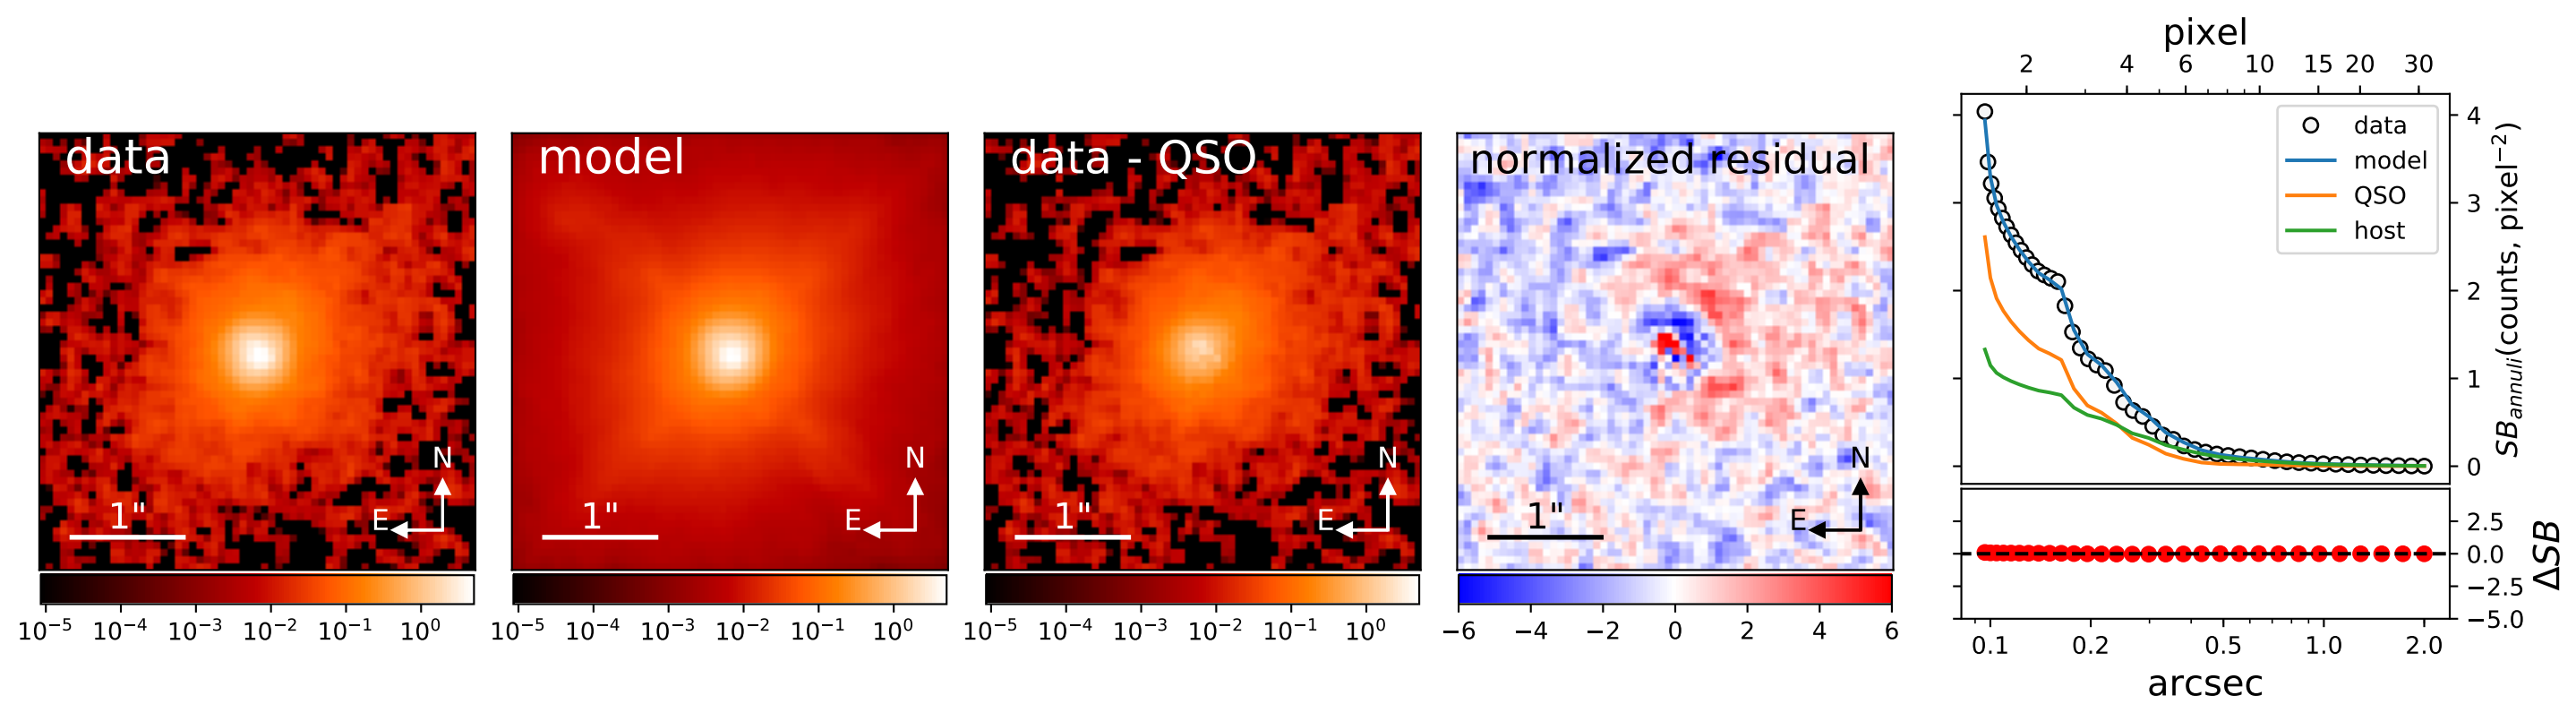 data
N
E
1"
10⁻⁵ 10⁻⁴ 10⁻³ 10⁻² 10⁻¹ 10⁰
model
N
E
1"
10⁻⁵ 10⁻⁴ 10⁻³ 10⁻² 10⁻¹ 10⁰
data - QSO
N
E
1"
10⁻⁵ 10⁻⁴ 10⁻³ 10⁻² 10⁻¹ 10⁰
normalized residual
N
E
1"
−6 −4 −2 0 2 4 6
pixel
2 4 6 10 15 20 30
data
model
QSO
host
4
3
2
1
0
SB_annuli(counts, pixel⁻²)
2.5
0.0
−2.5
−5.0
ΔSB
0.1 0.2 0.5 1.0 2.0
arcsec